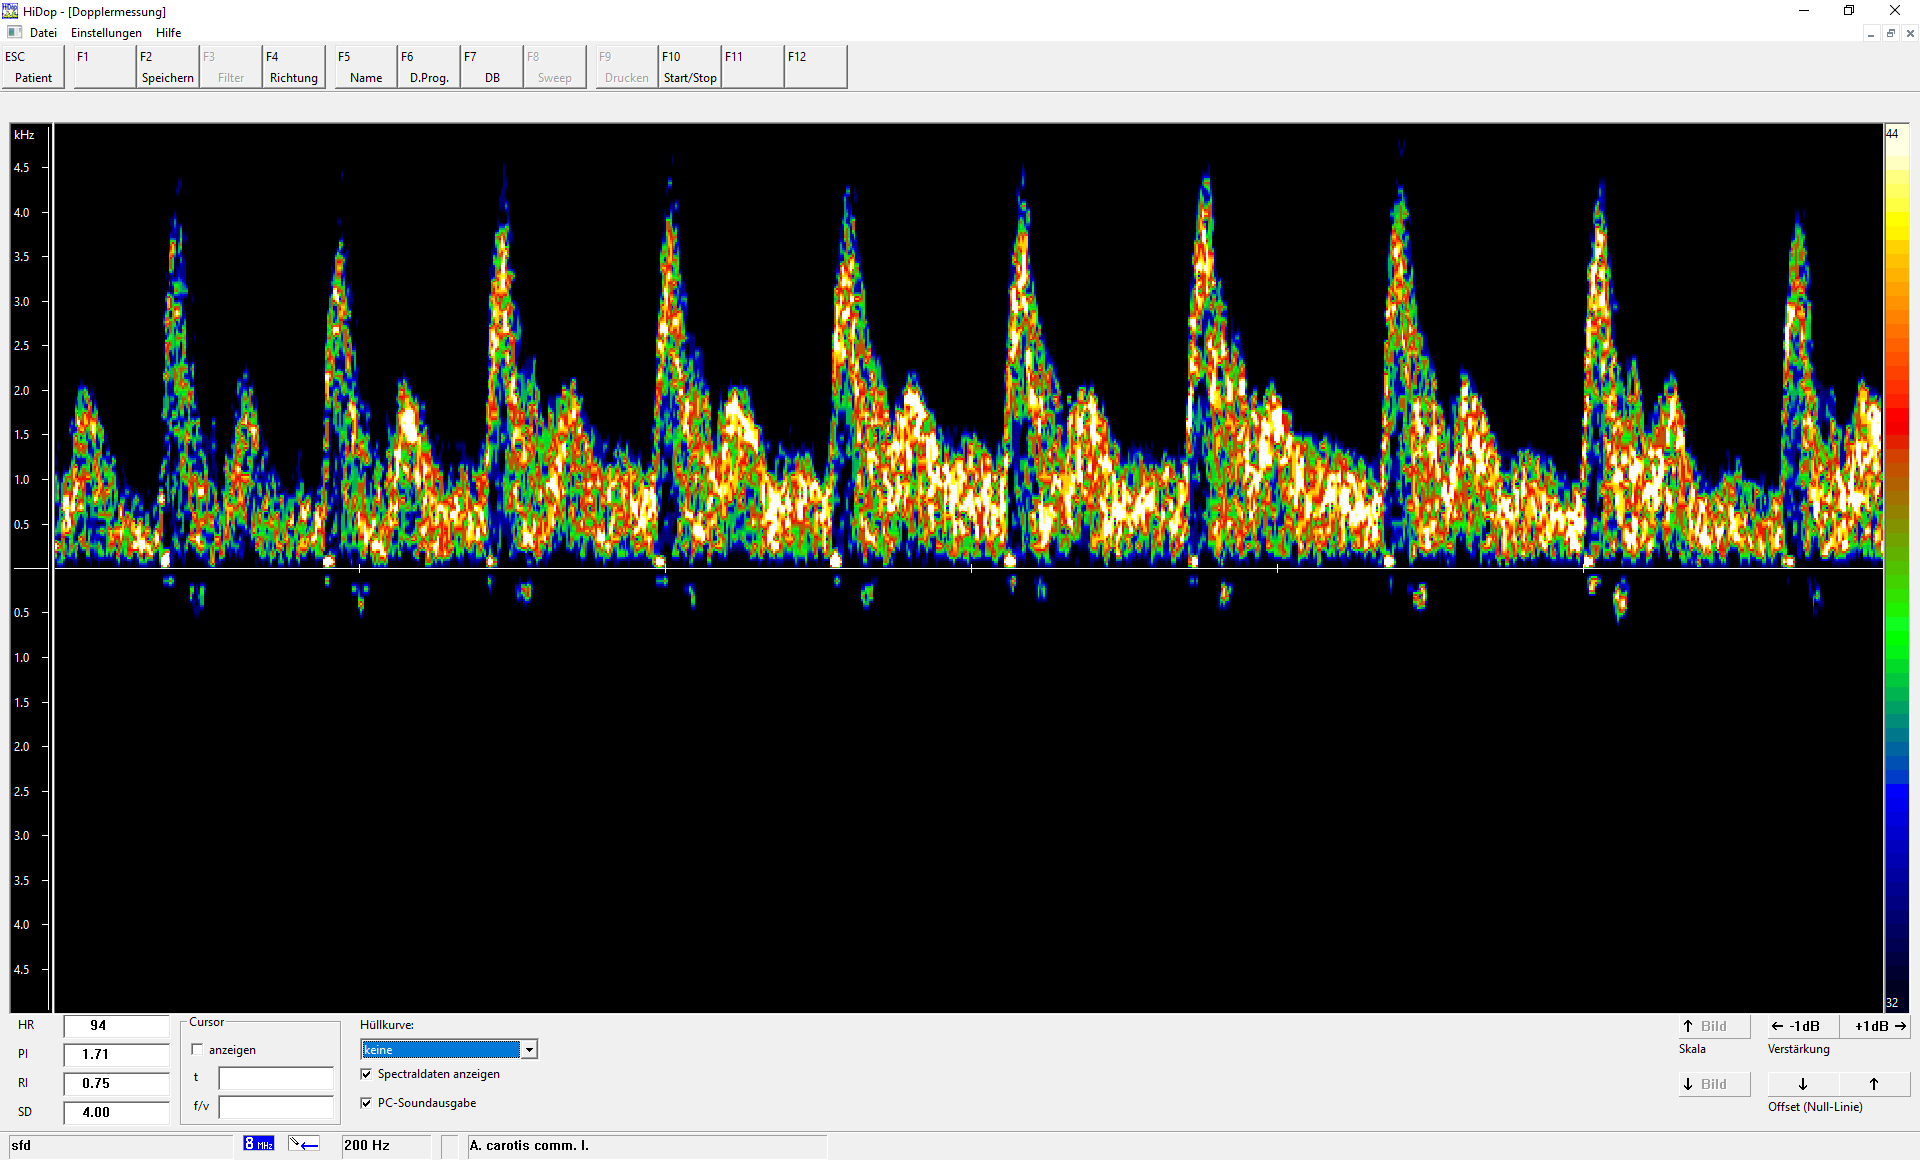 HiDop - [Dopplermessung]
Datei Einstellungen Hilfe
ESC F1 F2 F3 F4 F5 F6 F7 F8 F9 F10 F11 F12
Patient Speichern Filter Richtung Name D.Prog. DB Sweep Drucken Start/Stop
kHz
44
4.5
4.0
3.5
3.0
2.5
2.0
1.5
1.0
0.5
0.5
1.0
1.5
2.0
2.5
3.0
3.5
4.0
4.5
32
HR 94
PI 1.71
RI 0.75
SD 4.00
Cursor
anzeigen
t
f/v
Hüllkurve:
keine
Spectraldaten anzeigen
PC-Soundausgabe
Bild
Skala
Bild
-1dB +1dB
Verstärkung
Offset (Null-Linie)
sfd 8 MHz 200 Hz A. carotis comm. l.